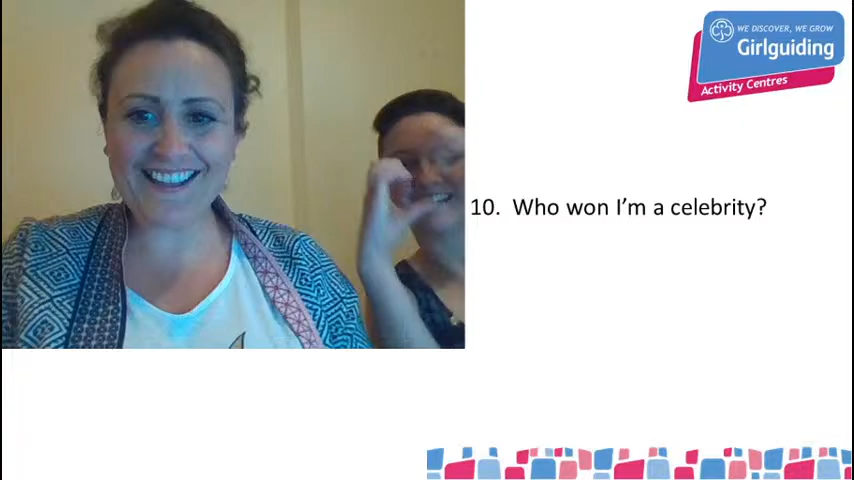 WE DISCOVER, WE GROW
Girlguiding
Activity Centres
10. Who won I'm a celebrity?